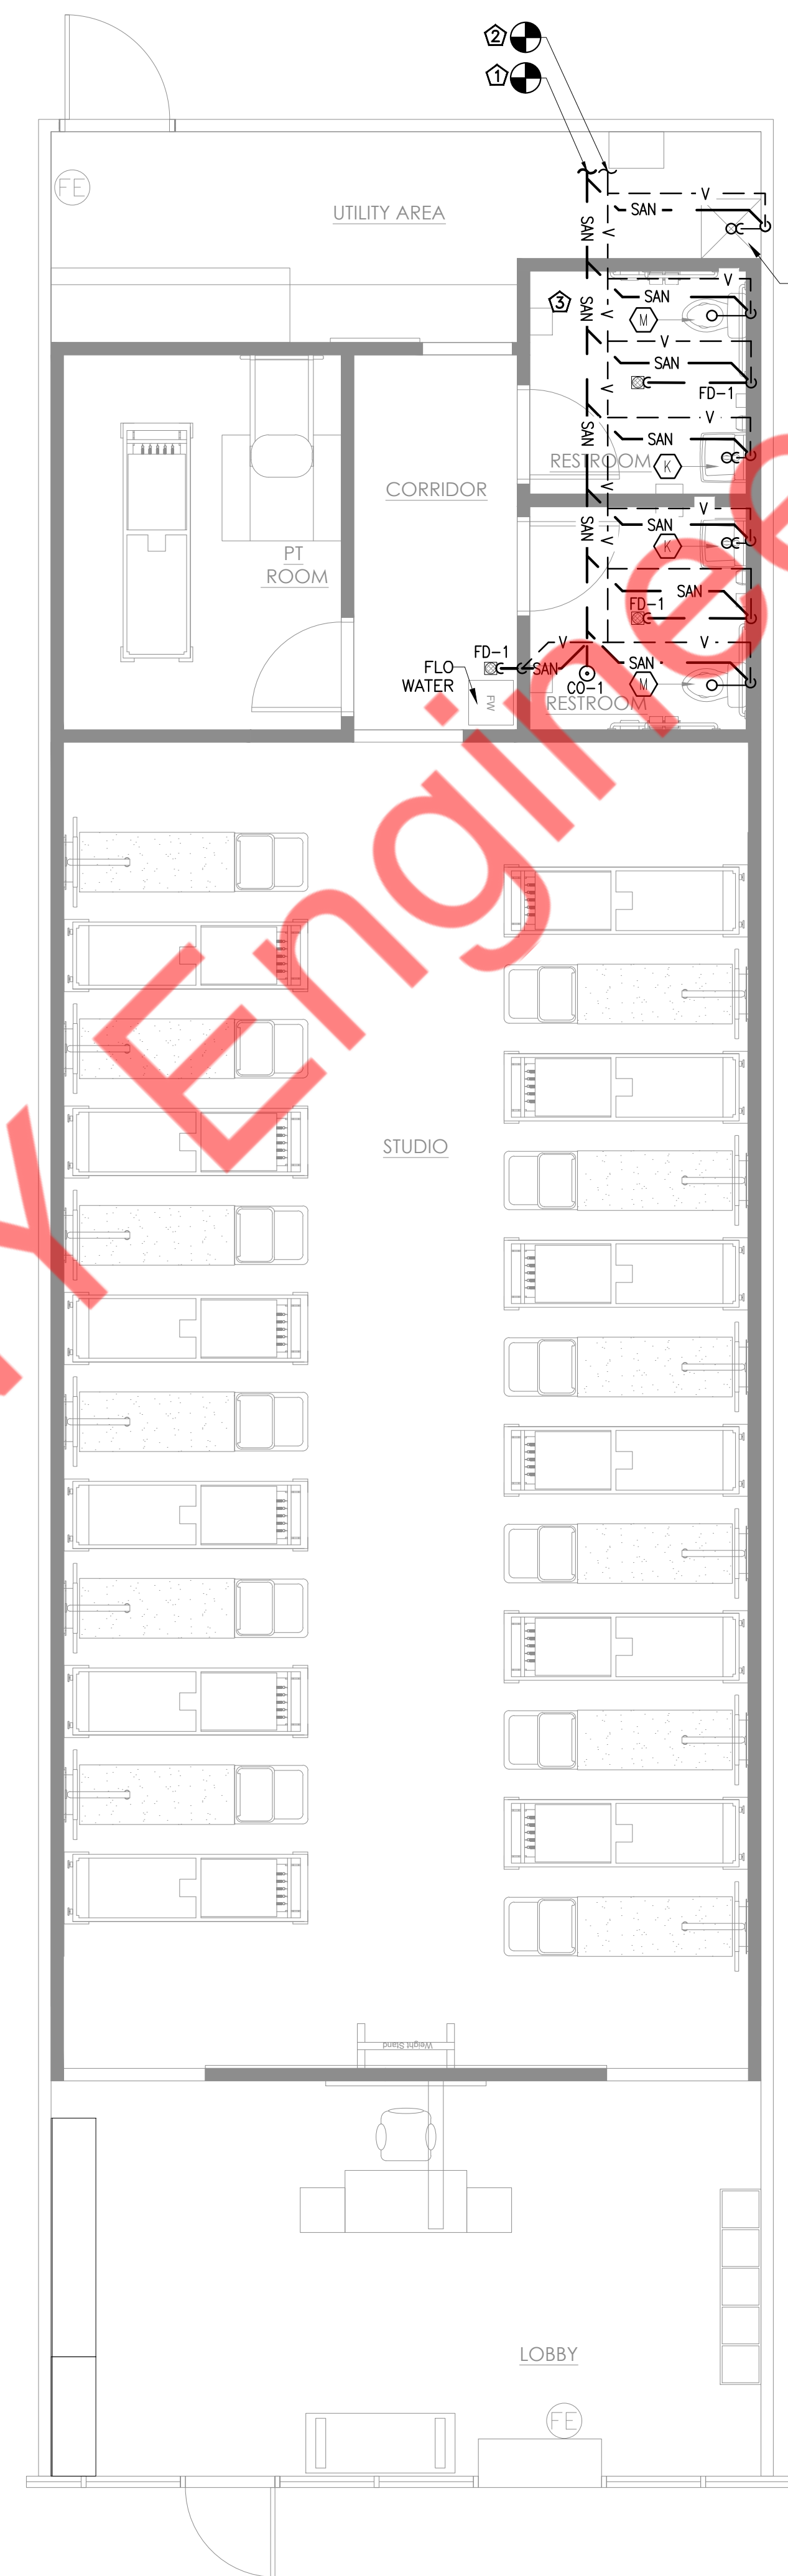 2
1
FE
UTILITY AREA
V
SAN
SAN
V
V
SAN
3
M
SAN
V
V
SAN
FD-1
V
V
SAN
SAN
RESTROOM
K
CORRIDOR
V
V
SAN
SAN
V
K
PT
ROOM
SAN
FD-1
FD-1
V
V
SAN
SAN
FLO
WATER
FW
CO-1
M
RESTROOM
STUDIO
Weight Stand
LOBBY
FE
Y Enginee